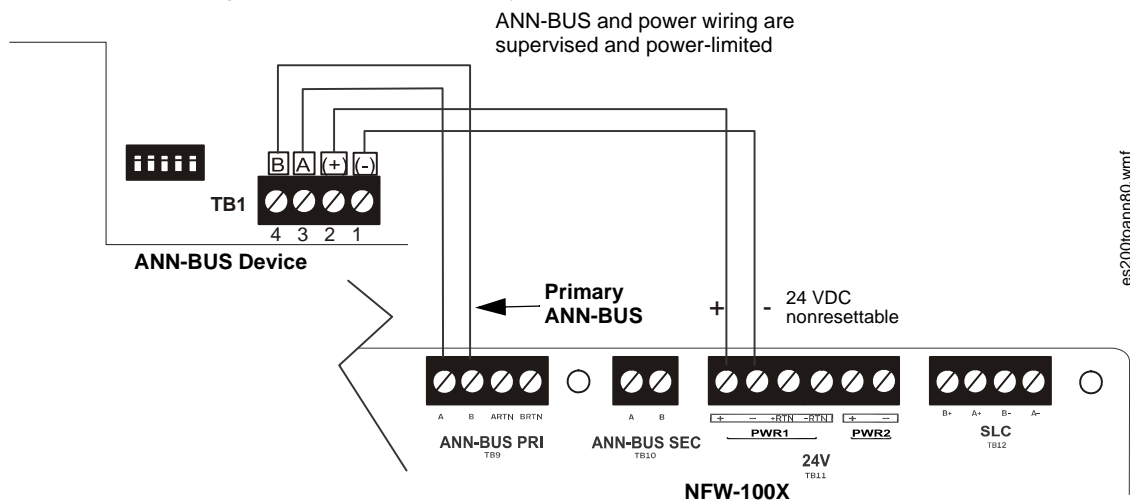 ANN-BUS and power wiring are
supervised and power-limited
B A (+) (-)
TB1
4 3 2 1
ANN-BUS Device
es200toann80.wmf
Primary
ANN-BUS
+ - 24 VDC
nonresettable
A B ARTN BRTN
ANN-BUS PRI
TB9
A B
ANN-BUS SEC
TB10
+ − +RTN −RTN + −
PWR1 PWR2
24V
TB11
B+ A+ B- A-
SLC
TB12
NFW-100X